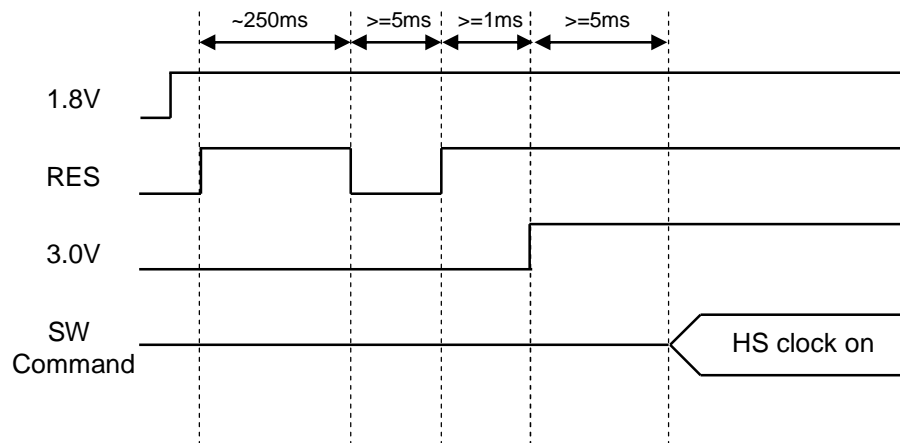 ~250ms >=5ms >=1ms >=5ms
1.8V
RES
3.0V
SW
Command
HS clock on